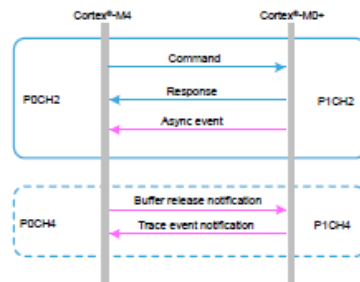 Cortex®-M4 Cortex®-M0+
Command
P0CH2 Response P1CH2
Async event
Buffer release notification
P0CH4 Trace event notification P1CH4